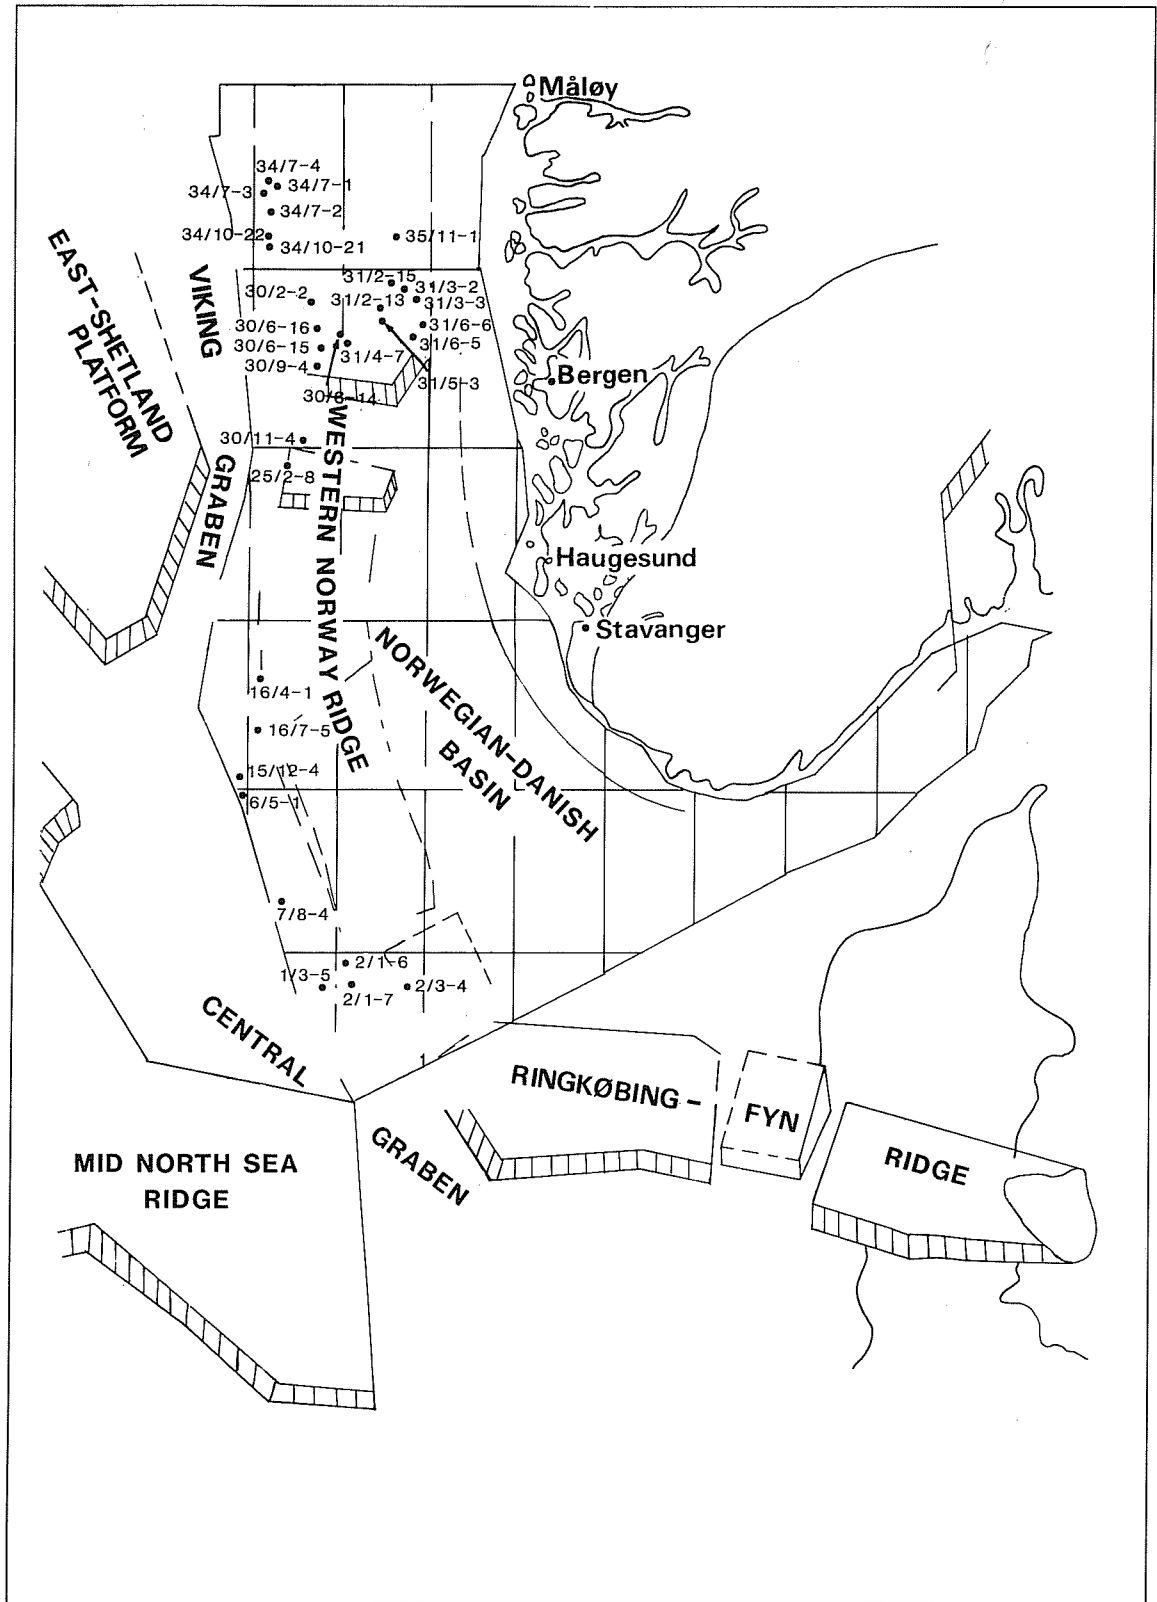 Måløy
34/7-4
34/7-1
34/7-3
34/7-2
34/10-22
34/10-21
35/11-1
EAST-SHETLAND
PLATFORM
VIKING
GRABEN
31/2-15
31/3-2
30/2-2
31/2-13
31/3-3
30/6-16
31/6-6
30/6-15
31/4-7
31/6-5
30/9-4
31/5-3
30/6-14
Bergen
30/11-4
25/2-8
WESTERN NORWAY RIDGE
Haugesund
Stavanger
NORWEGIAN-DANISH
BASIN
16/4-1
16/7-5
15/12-4
6/5-1
7/8-4
2/1-6
1/3-5
2/1-7
2/3-4
1
CENTRAL
GRABEN
RINGKØBING-
FYN
RIDGE
MID NORTH SEA
RIDGE